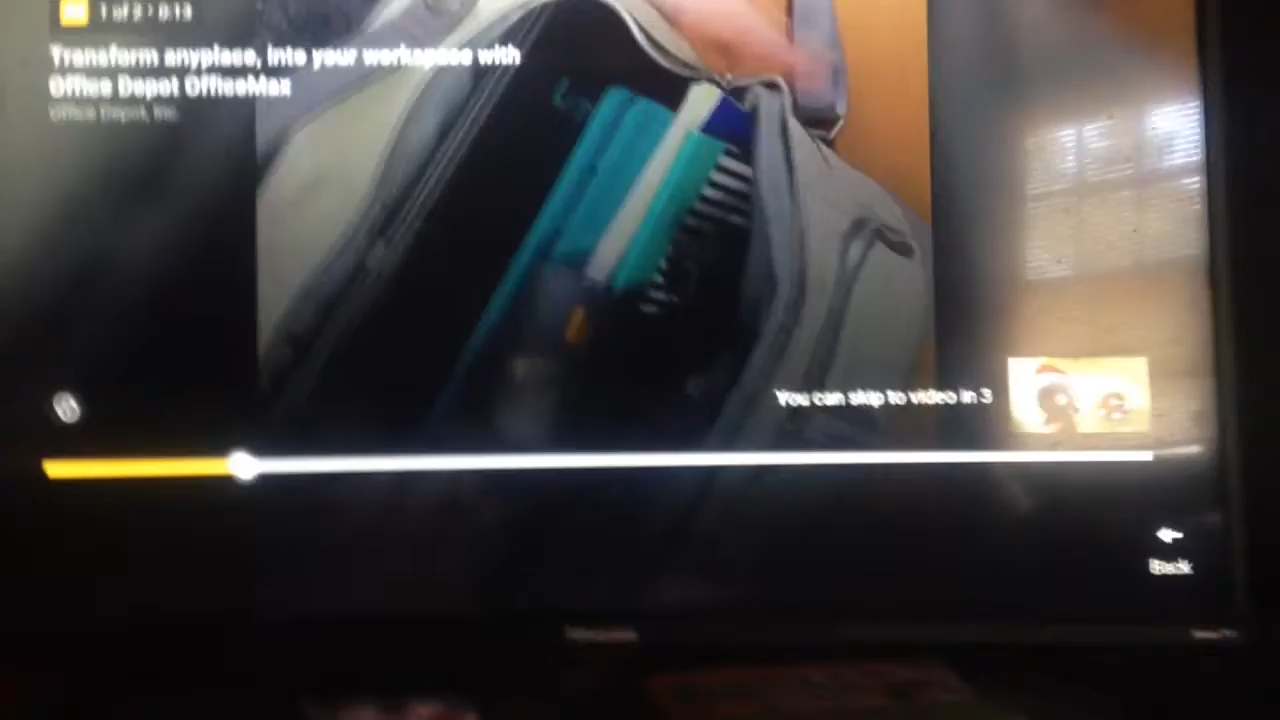 Ad 1 of 2 · 0:13
Transform anyplace, into your workspace with
Office Depot OfficeMax
Office Depot, Inc.
You can skip to video in 3
Back